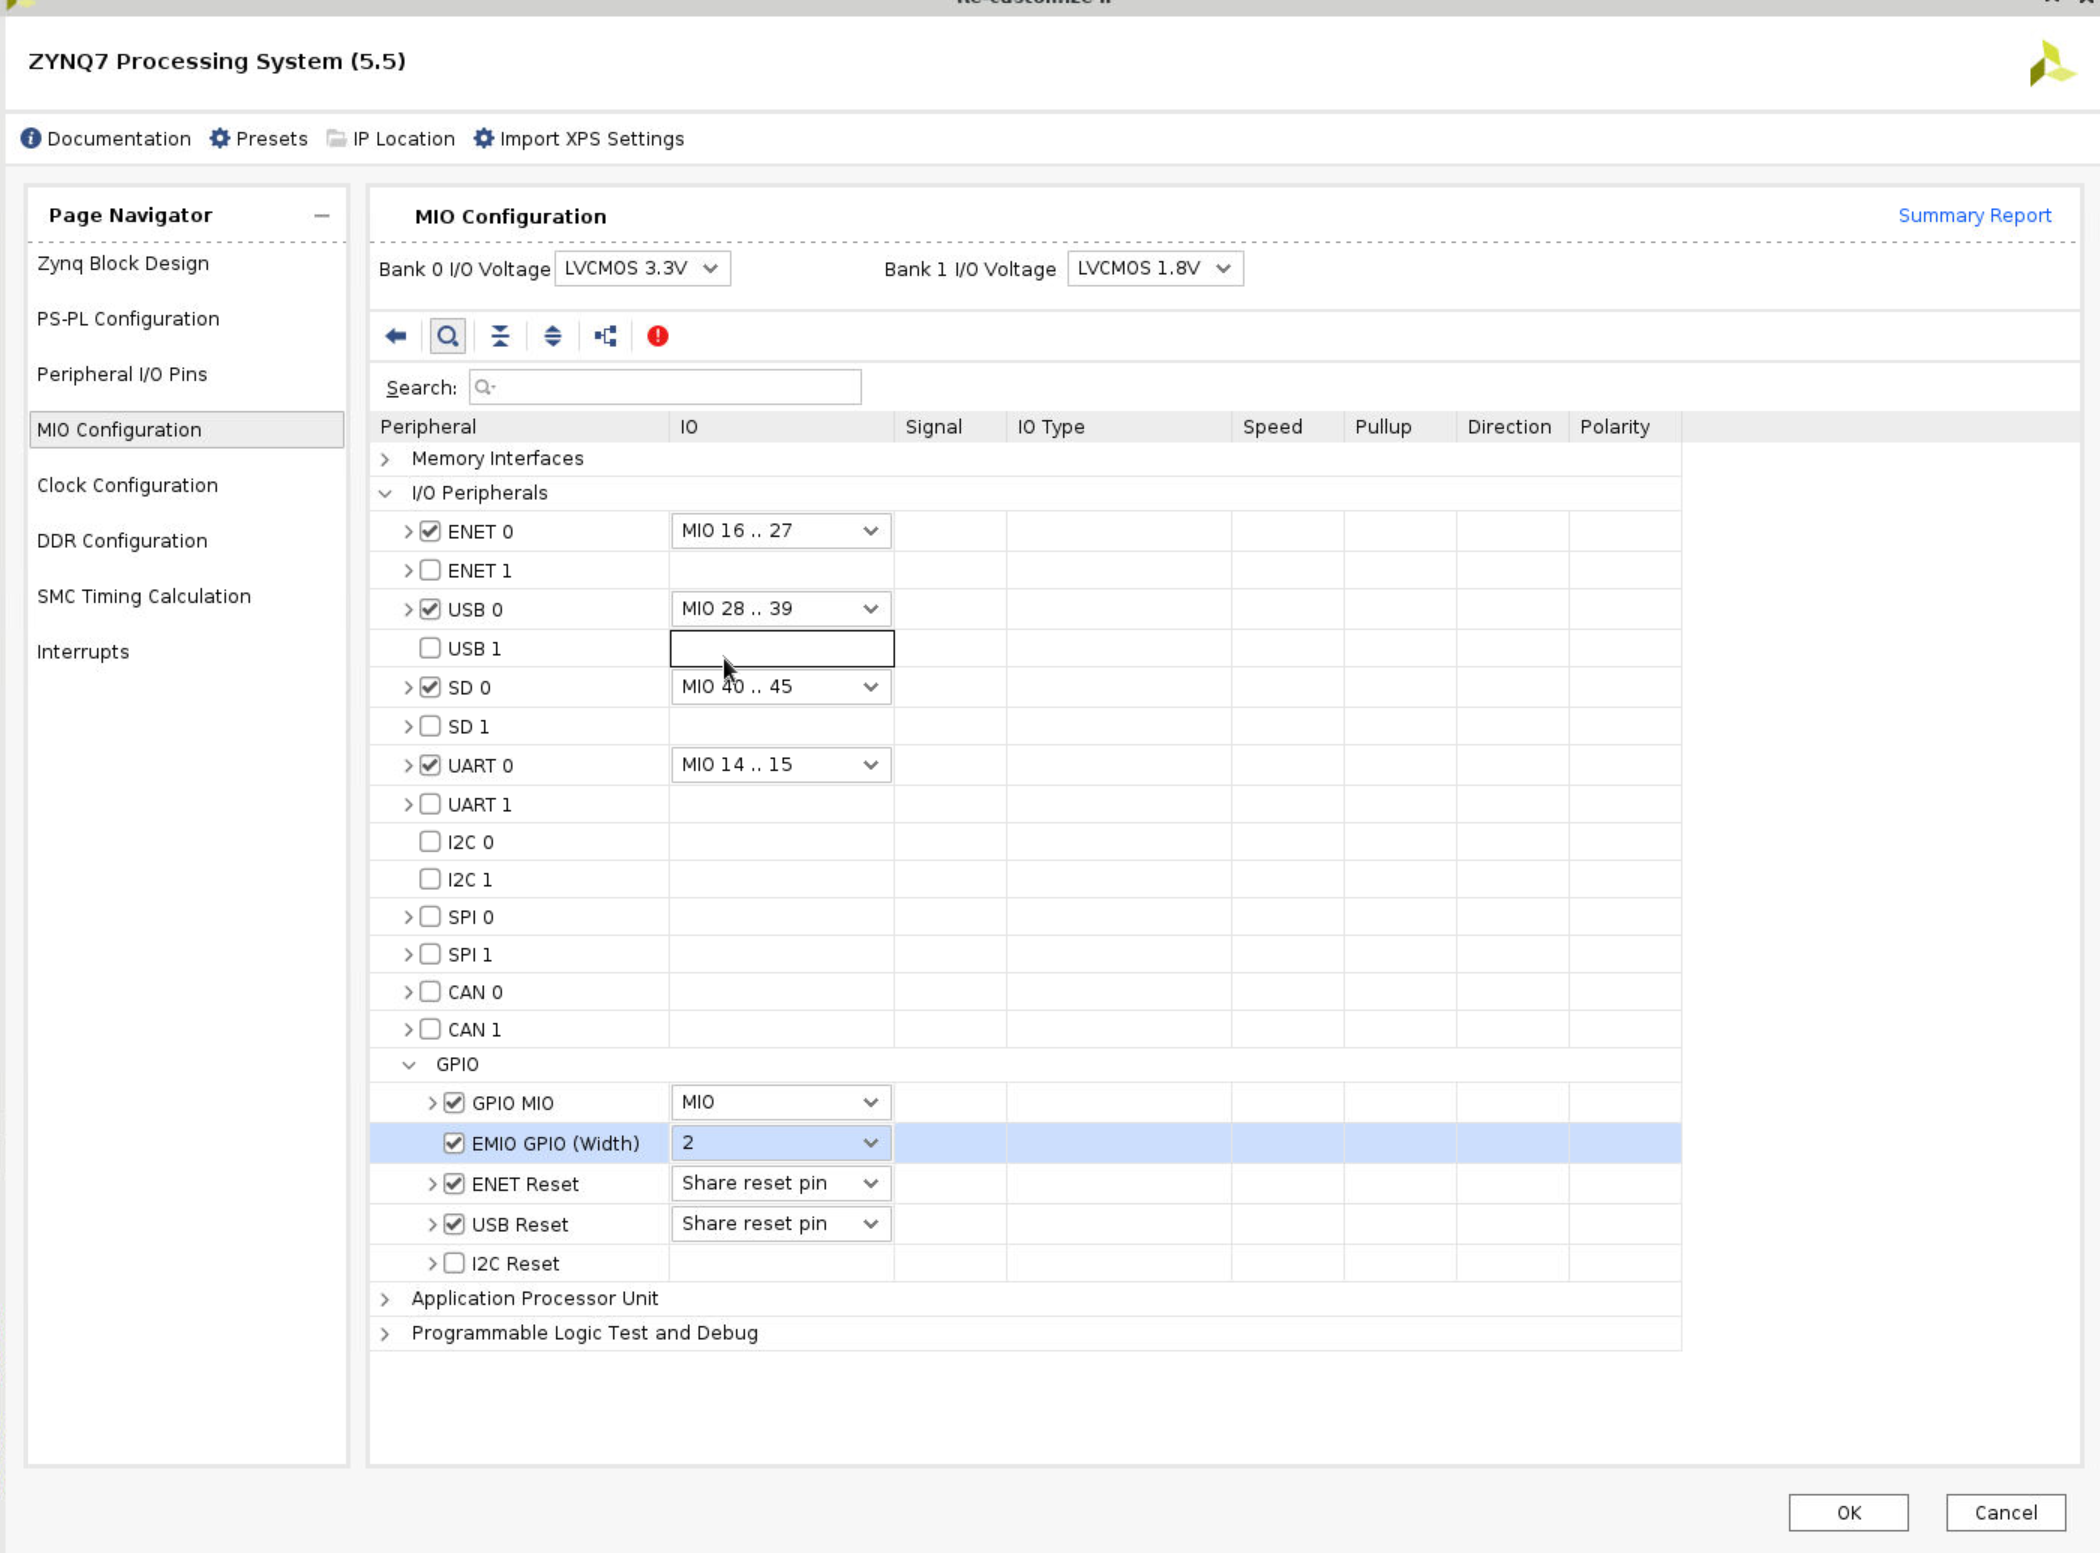 ZYNQ7 Processing System (5.5)
Documentation Presets IP Location Import XPS Settings
Page Navigator
Zynq Block Design
PS-PL Configuration
Peripheral I/O Pins
MIO Configuration
Clock Configuration
DDR Configuration
SMC Timing Calculation
Interrupts
MIO Configuration
Summary Report
Bank 0 I/O Voltage LVCMOS 3.3V Bank 1 I/O Voltage LVCMOS 1.8V
Search:
Peripheral IO Signal IO Type Speed Pullup Direction Polarity
Memory Interfaces
I/O Peripherals
ENET 0 MIO 16 .. 27
ENET 1
USB 0 MIO 28 .. 39
USB 1
SD 0 MIO 40 .. 45
SD 1
UART 0 MIO 14 .. 15
UART 1
I2C 0
I2C 1
SPI 0
SPI 1
CAN 0
CAN 1
GPIO
GPIO MIO MIO
EMIO GPIO (Width) 2
ENET Reset Share reset pin
USB Reset Share reset pin
I2C Reset
Application Processor Unit
Programmable Logic Test and Debug
OK Cancel